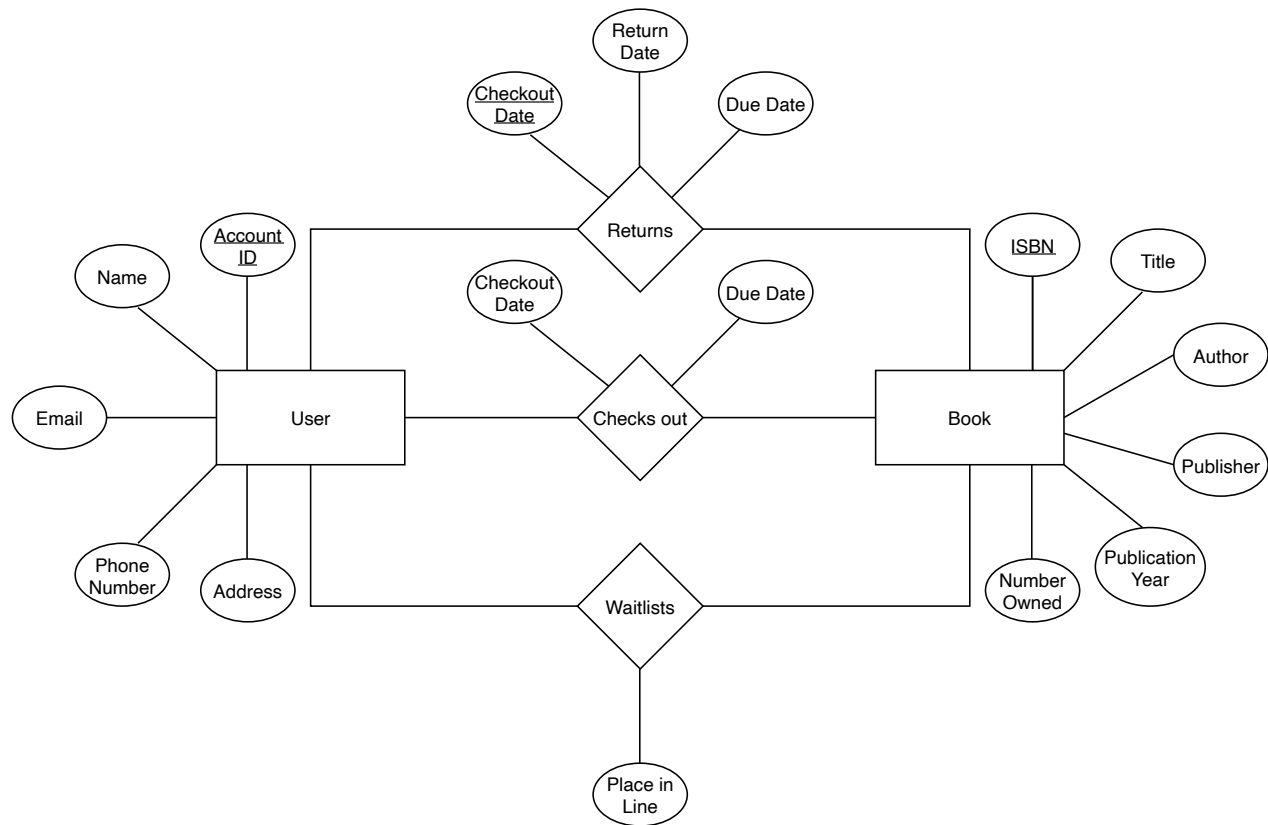 Return
Date
Checkout
Date
Due Date
Returns
Account
ID
ISBN
Name
Title
Checkout
Date
Due Date
Author
Email
User
Checks out
Book
Publisher
Phone
Number
Address
Waitlists
Number
Owned
Publication
Year
Place in
Line